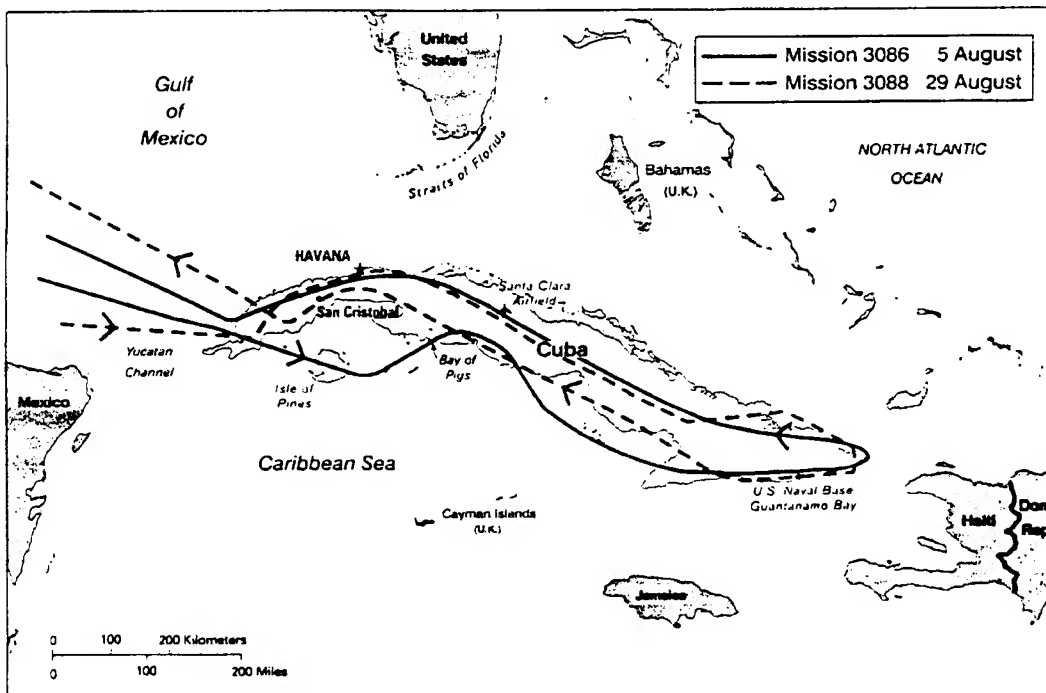 United
States
Mission 3086 5 August
Mission 3088 29 August
Gulf
of
Mexico
NORTH ATLANTIC
OCEAN
Straits of Florida
Bahamas
(U.K.)
HAVANA
Santa Clara
Airfield
San Cristobal
Cuba
Yucatan
Channel
Bay of
Pigs
Isle of
Pines
Mexico
Caribbean Sea
U.S. Naval Base
Guantanamo Bay
Cayman Islands
(U.K.)
Haiti
Dom
Rep
Jamaica
0 100 200 Kilometers
0 100 200 Miles